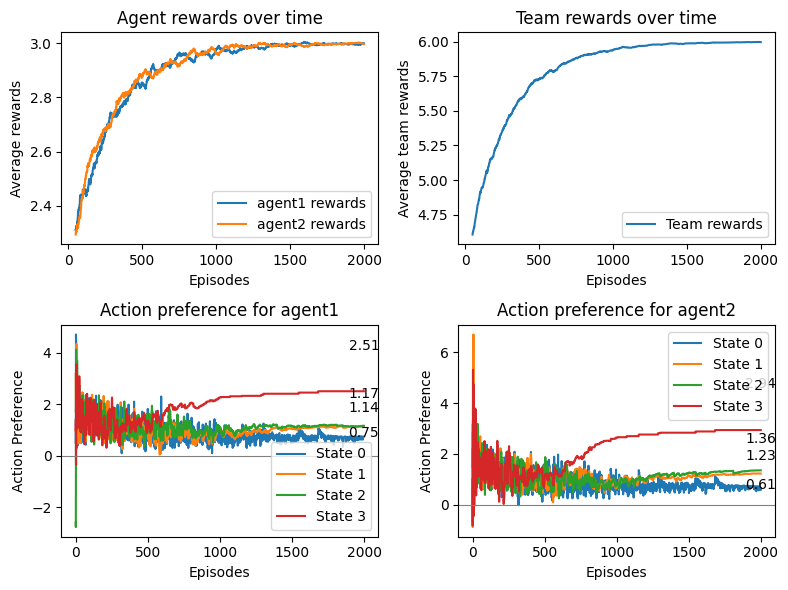 Agent rewards over time
Average rewards
3.0
2.8
2.6
2.4
agent1 rewards
agent2 rewards
0 500 1000 1500 2000
Episodes
Team rewards over time
Average team rewards
6.00
5.75
5.50
5.25
5.00
4.75
Team rewards
0 500 1000 1500 2000
Episodes
Action preference for agent1
Action Preference
4
2
0
−2
2.51
1.17
1.14
0.75
State 0
State 1
State 2
State 3
0 500 1000 1500 2000
Episodes
Action preference for agent2
Action Preference
6
4
2
0
State 0
State 1
State 2
State 3
2.94
1.36
1.23
0.61
0 500 1000 1500 2000
Episodes